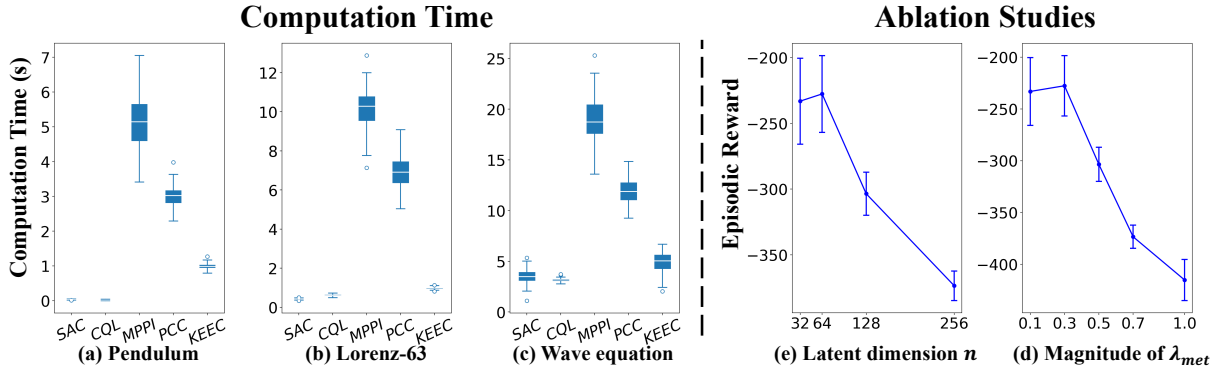 Computation Time
Ablation Studies
Computation Time (s)
7
6
5
4
3
2
1
0
SAC CQL MPPI PCC KEEC
(a) Pendulum
12
10
8
6
4
2
0
SAC CQL MPPI PCC KEEC
(b) Lorenz-63
25
20
15
10
5
0
SAC CQL MPPI PCC KEEC
(c) Wave equation
Episodic Reward
−200
−250
−300
−350
32 64 128 256
(e) Latent dimension n
−200
−250
−300
−350
−400
0.1 0.3 0.5 0.7 1.0
(d) Magnitude of λ_met